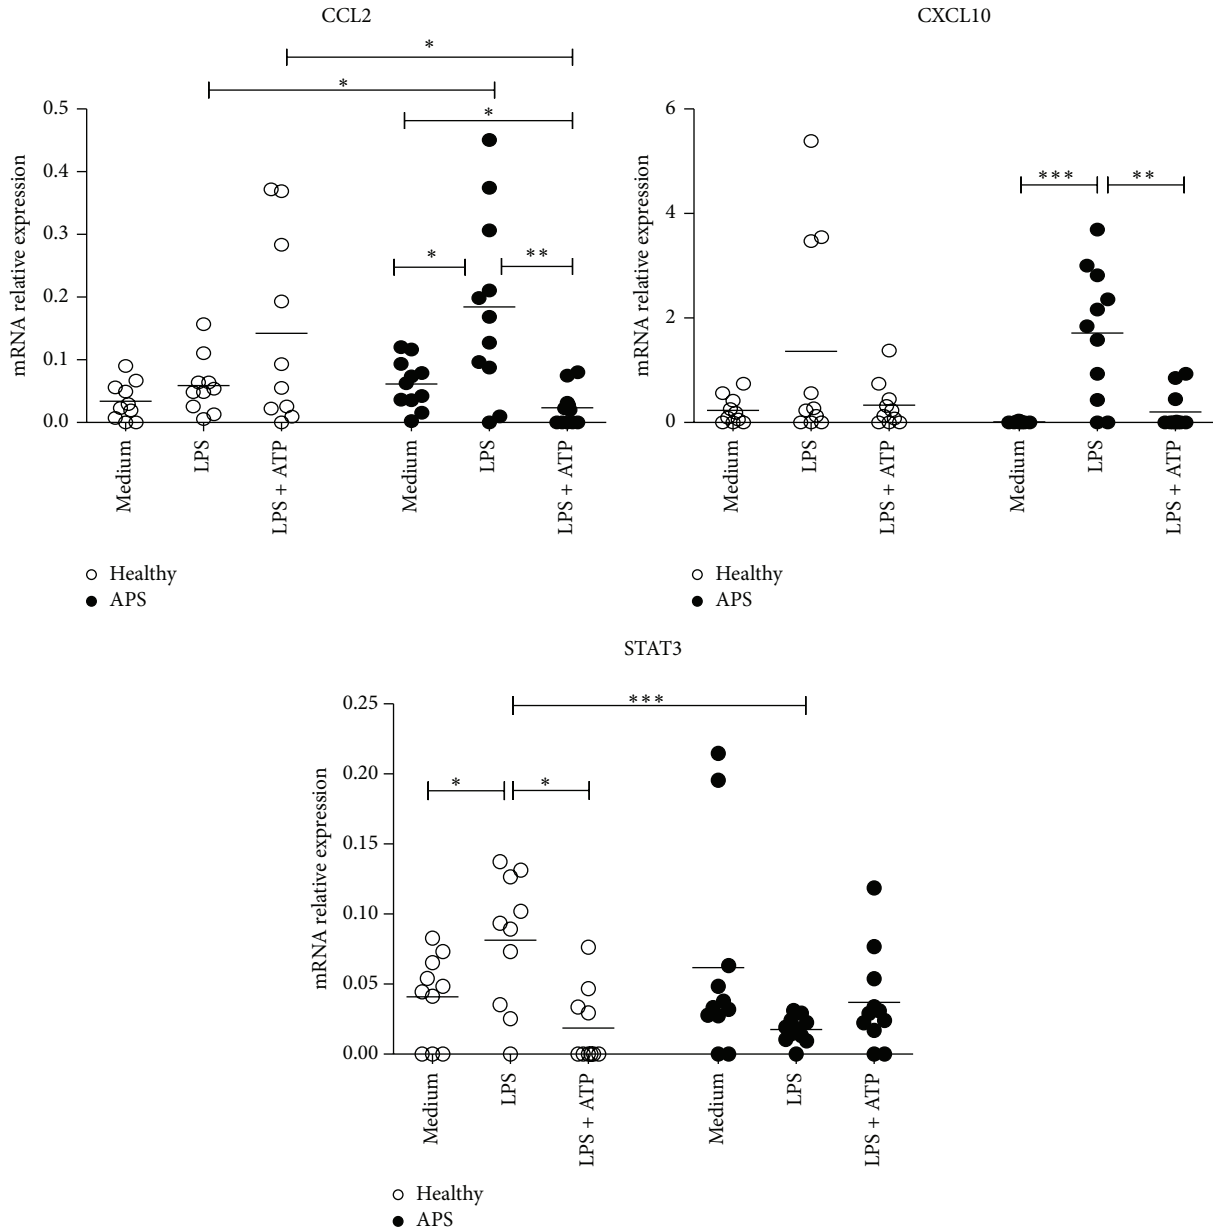 CCL2
*
*
*
* **
mRNA relative expression
0.5
0.4
0.3
0.2
0.1
0.0
Medium
LPS
LPS + ATP
Medium
LPS
LPS + ATP
Healthy
APS
CXCL10
*** **
mRNA relative expression
6
4
2
0
Medium
LPS
LPS + ATP
Medium
LPS
LPS + ATP
Healthy
APS
STAT3
***
* *
mRNA relative expression
0.25
0.20
0.15
0.10
0.05
0.00
Medium
LPS
LPS + ATP
Medium
LPS
LPS + ATP
Healthy
APS